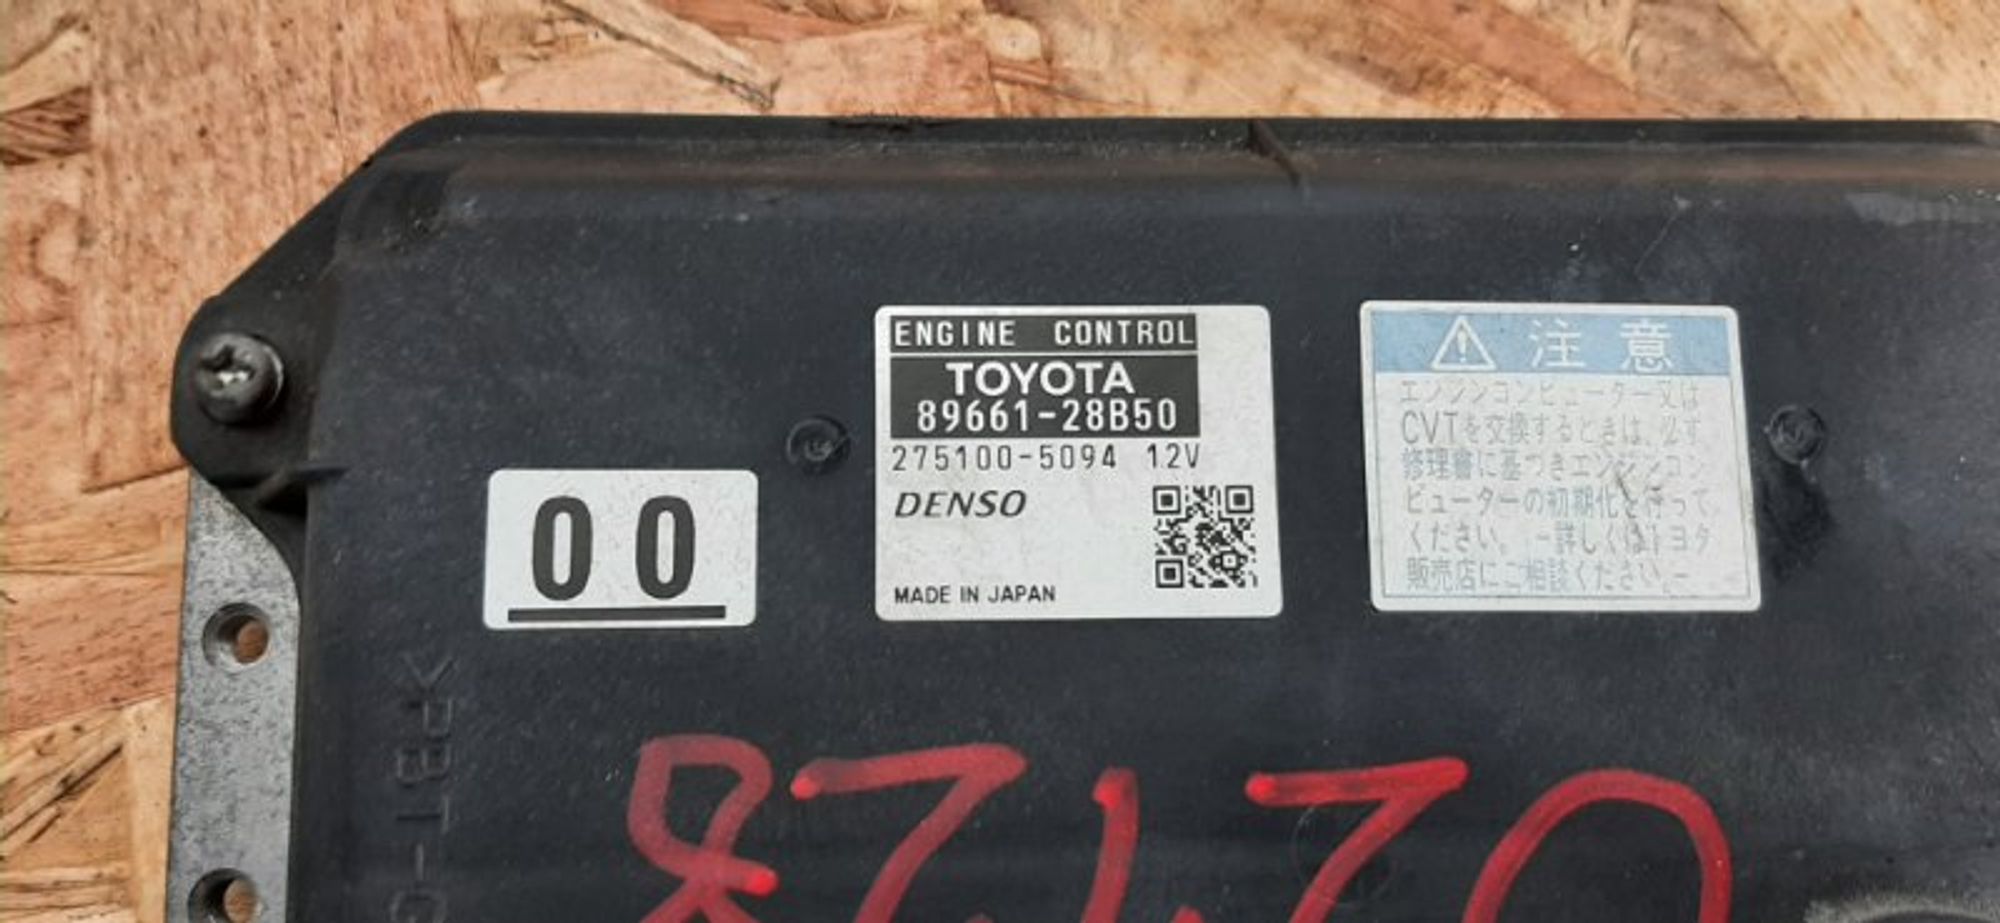 ENGINE CONTROL
TOYOTA
89661-28B50
275100-5094 12V
DENSO
MADE IN JAPAN
00
注意
エンジンコンピューター又は
CVTを交換するときは、必ず
修理書に基づきエンジンコン
ピューターの初期化を行って
ください。-詳しくはトヨタ
販売店にご相談ください。-